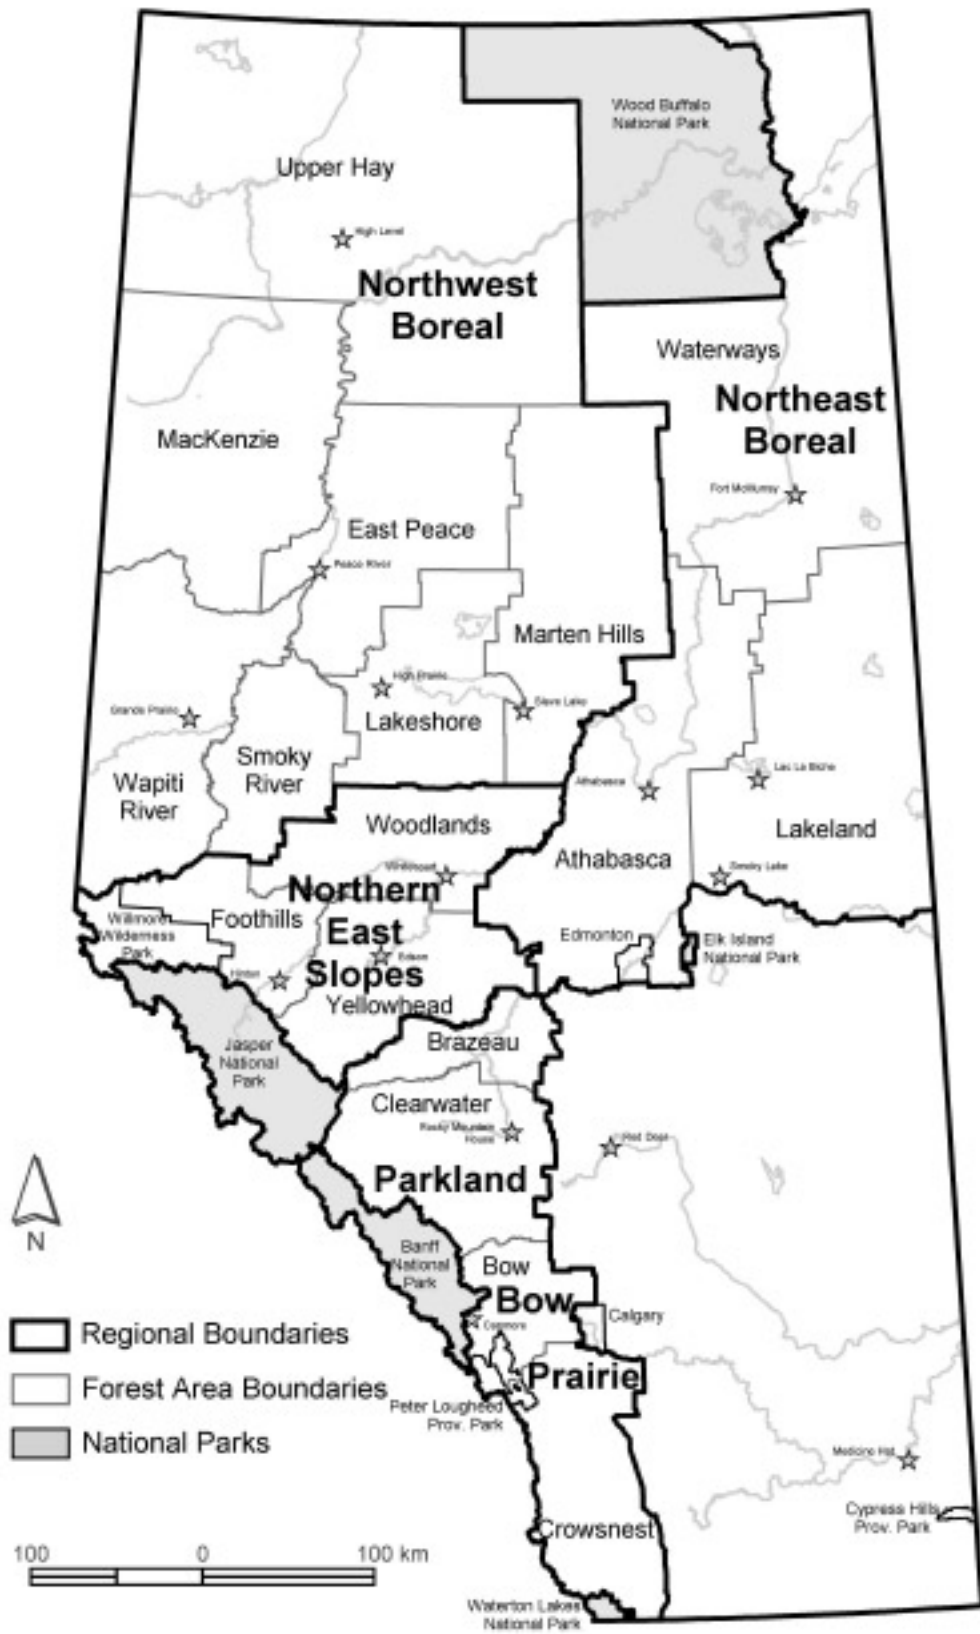 Wood Buffalo
National Park
Upper Hay
High Level
Northwest
Boreal
Waterways
Northeast
Boreal
MacKenzie
Fort McMurray
East Peace
Peace River
Marten Hills
High Prairie
Slave Lake
Grande Prairie
Lakeshore
Smoky
River
Wapiti
River
Lac La Biche
Athabasca
Woodlands
Lakeland
Athabasca
Whitecourt
Smoky Lake
Northern
East
Slopes
Foothills
Willmore
Wilderness
Park
Edmonton
Elk Island
National Park
Edson
Hinton
Yellowhead
Jasper
National
Park
Brazeau
Clearwater
Rocky Mountain
House
Red Deer
Parkland
N
Banff
National
Park
Bow
Bow
Calgary
Canmore
Regional Boundaries
Prairie
Forest Area Boundaries
Peter Lougheed
Prov. Park
National Parks
Medicine Hat
Cypress Hills
Prov. Park
Crowsnest
100 0 100 km
Waterton Lakes
National Park